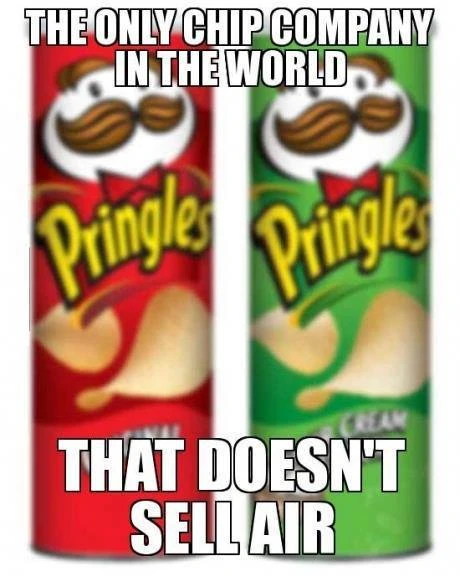 THE ONLY CHIP COMPANY
IN THE WORLD
Pringles Pringles
CREAM
THAT DOESN'T
SELL AIR